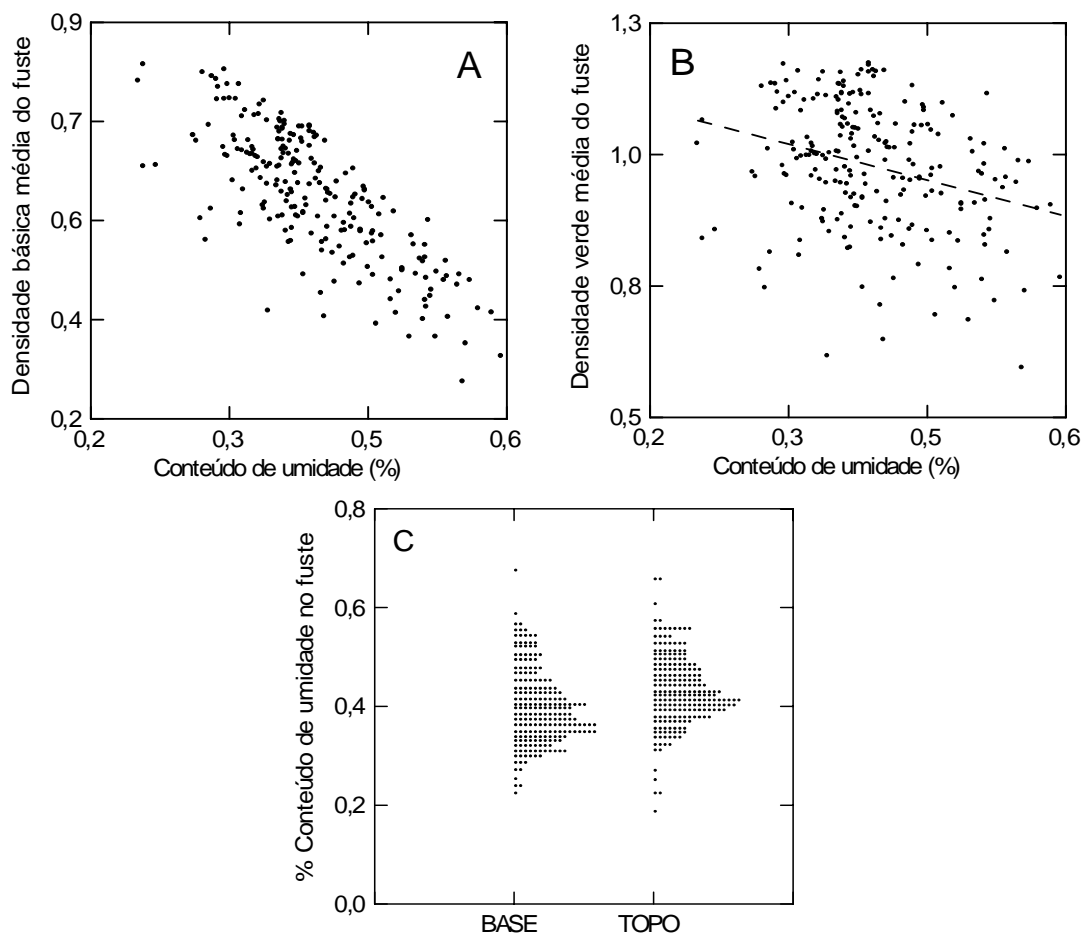 A
Densidade básica média do fuste
0,9
0,7
0,6
0,4
0,2
0,2
0,3
0,5
0,6
Conteúdo de umidade (%)
B
Densidade verde média do fuste
1,3
1,0
0,8
0,5
0,2
0,3
0,5
0,6
Conteúdo de umidade (%)
C
% Conteúdo de umidade no fuste
0,8
0,6
0,4
0,2
0,0
BASE
TOPO